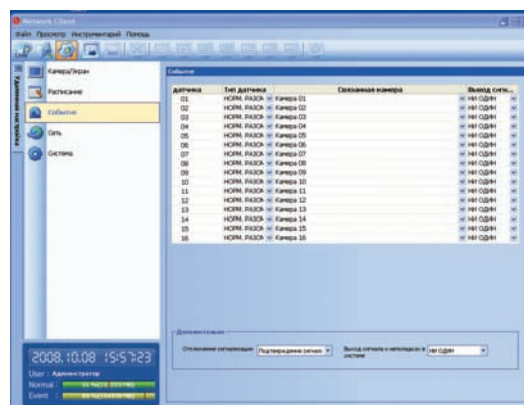 Network Client
Файл Просмотр Инструментарий Помощь
Удаленная настройка
Камера/Экран
Расписание
Событие
Сеть
Система
Событие
датчика Тип датчика Связанная камера Выход сигн...
01 НОРМ. РАЗОМ Камера 01 НИ ОДИН
02 НОРМ. РАЗОМ Камера 02 НИ ОДИН
03 НОРМ. РАЗОМ Камера 03 НИ ОДИН
04 НОРМ. РАЗОМ Камера 04 НИ ОДИН
05 НОРМ. РАЗОМ Камера 05 НИ ОДИН
06 НОРМ. РАЗОМ Камера 06 НИ ОДИН
07 НОРМ. РАЗОМ Камера 07 НИ ОДИН
08 НОРМ. РАЗОМ Камера 08 НИ ОДИН
09 НОРМ. РАЗОМ Камера 09 НИ ОДИН
10 НОРМ. РАЗОМ Камера 10 НИ ОДИН
11 НОРМ. РАЗОМ Камера 11 НИ ОДИН
12 НОРМ. РАЗОМ Камера 12 НИ ОДИН
13 НОРМ. РАЗОМ Камера 13 НИ ОДИН
14 НОРМ. РАЗОМ Камера 14 НИ ОДИН
15 НОРМ. РАЗОМ Камера 15 НИ ОДИН
16 НОРМ. РАЗОМ Камера 16 НИ ОДИН
Дополнительно
Отключение сигнализации Подтверждение сигнало Выход сигнала о неполадках в системе НИ ОДИН
2008.10.08 15:57:23
User : Администратор
Normal :
Event :